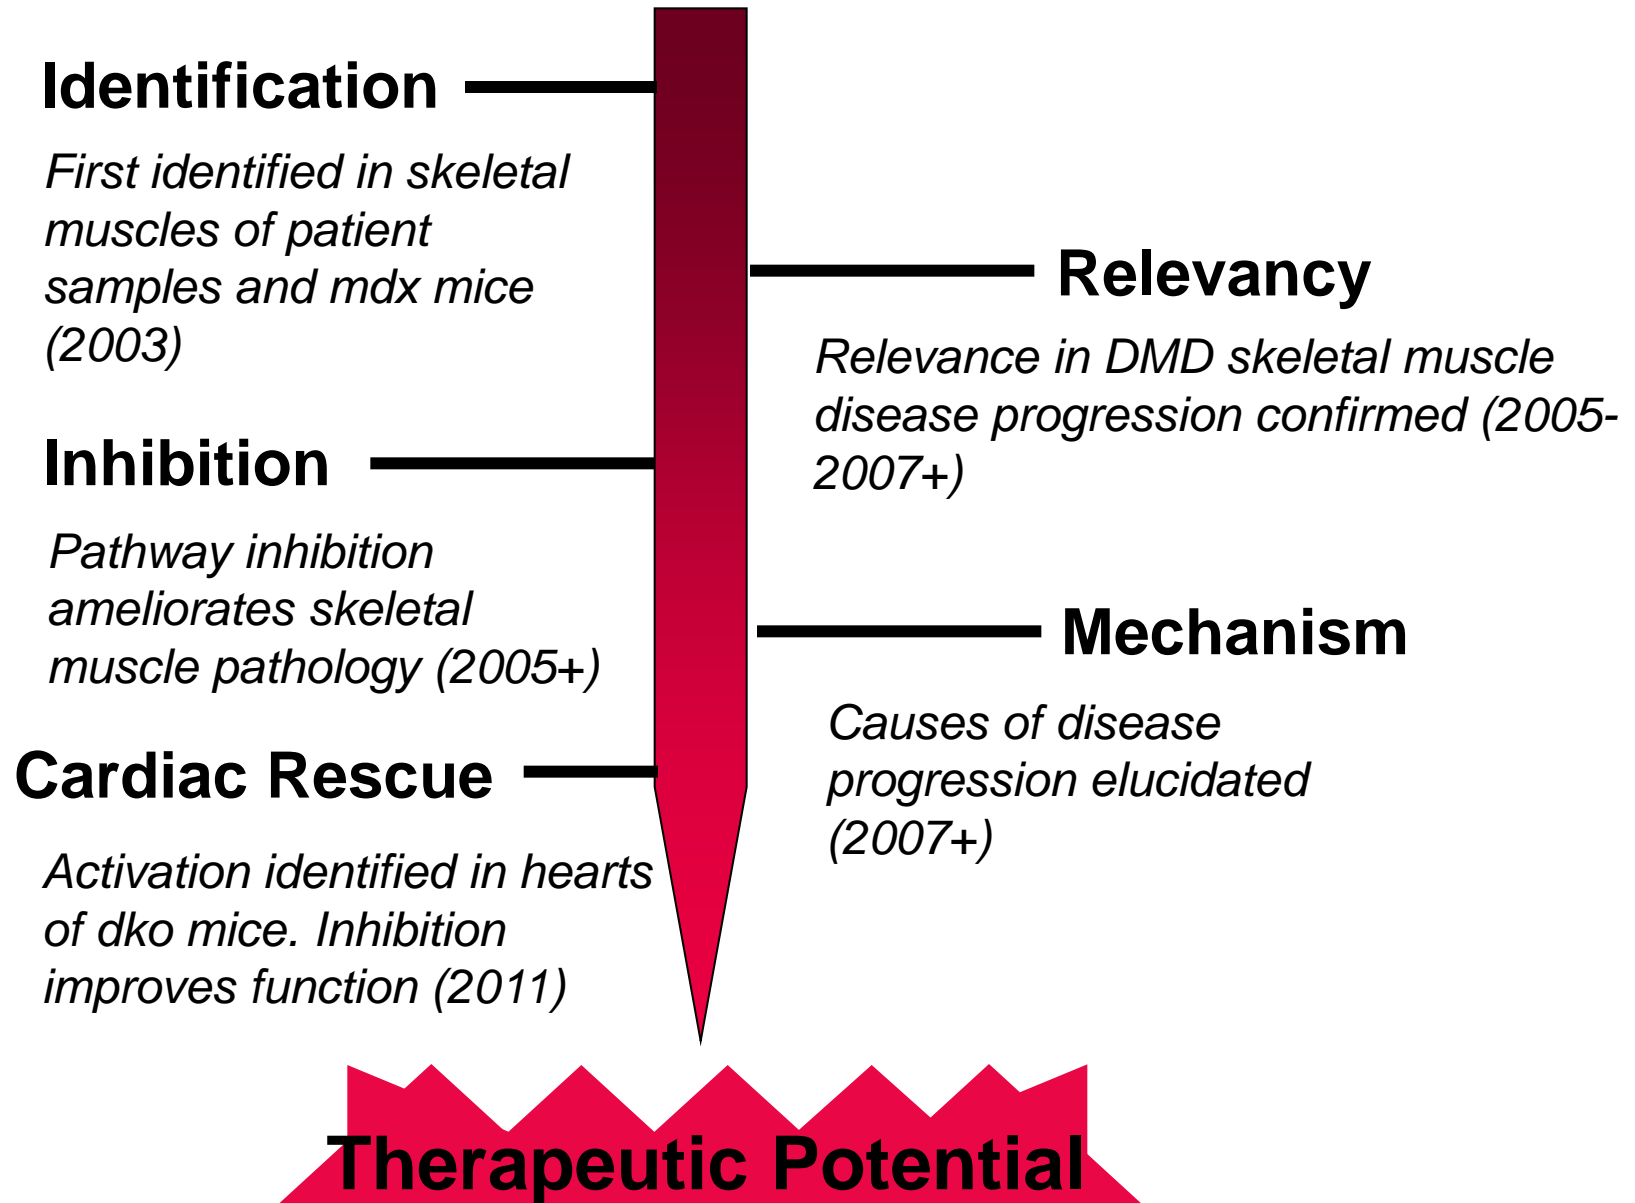 Identification
First identified in skeletal
muscles of patient
samples and mdx mice
(2003)
Relevancy
Relevance in DMD skeletal muscle
disease progression confirmed (2005-
2007+)
Inhibition
Pathway inhibition
ameliorates skeletal
muscle pathology (2005+)
Mechanism
Causes of disease
progression elucidated
(2007+)
Cardiac Rescue
Activation identified in hearts
of dko mice. Inhibition
improves function (2011)
Therapeutic Potential